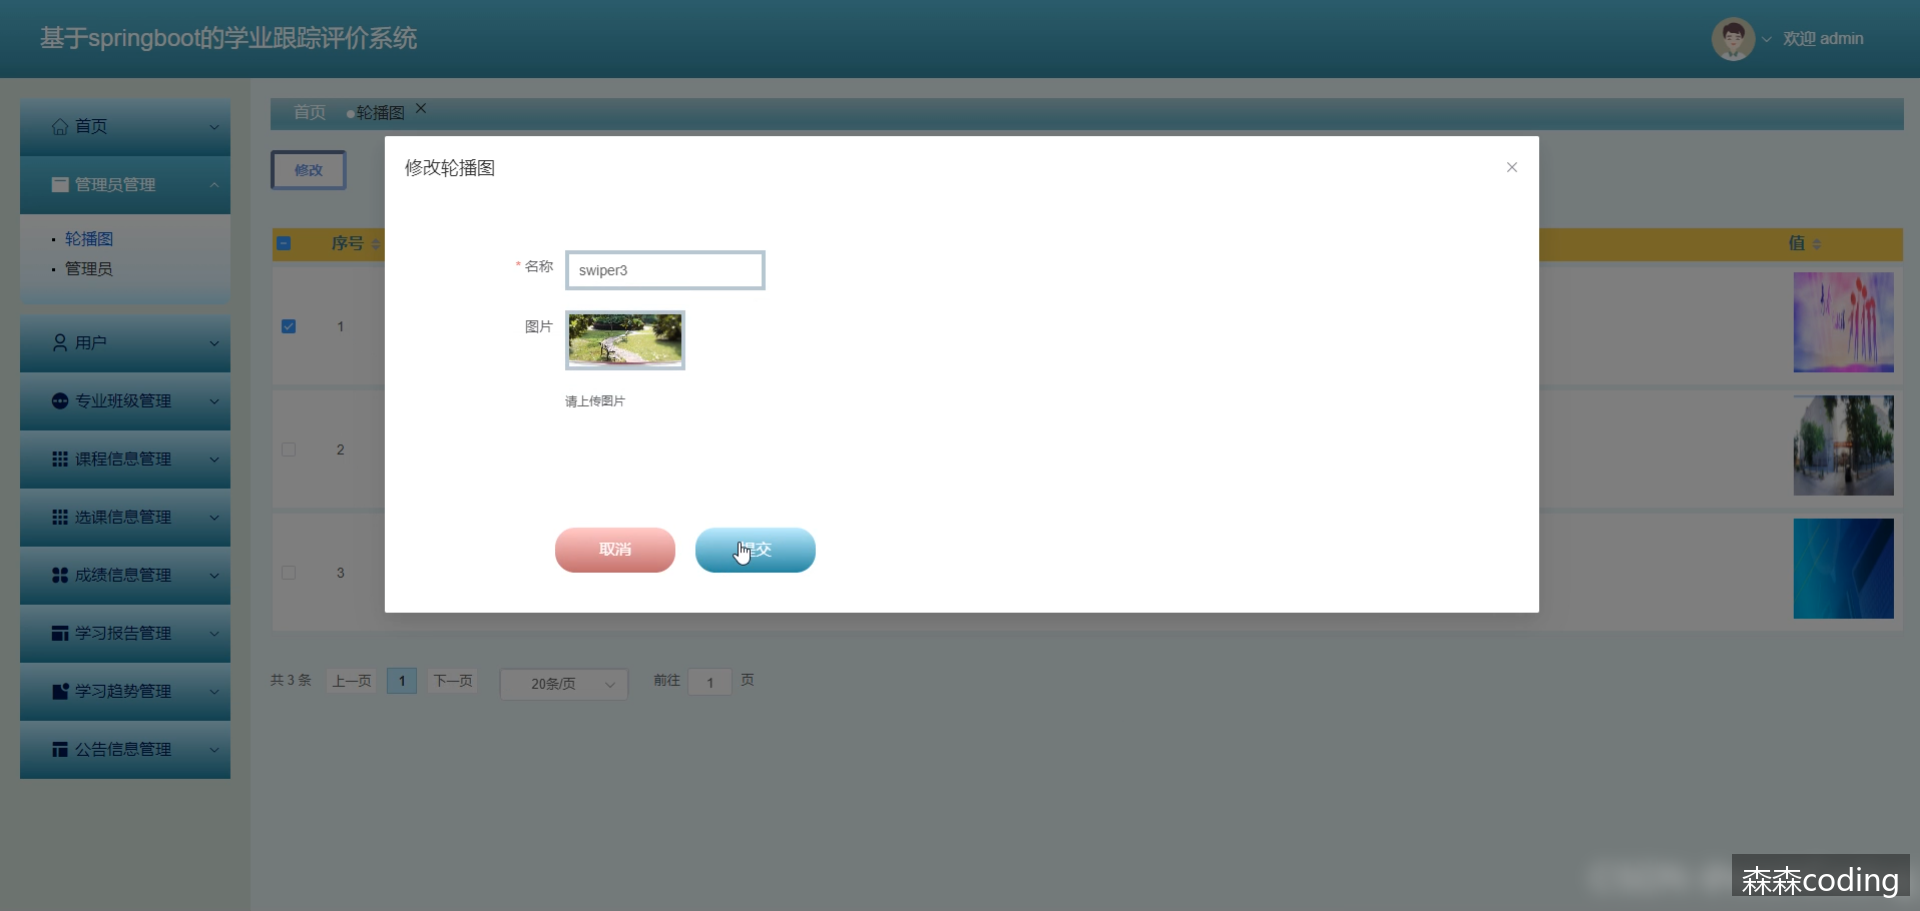 基于springboot的学业跟踪评价系统
欢迎 admin
首页
管理员管理
轮播图
管理员
用户
专业班级管理
课程信息管理
选课信息管理
成绩信息管理
学习报告管理
学习趋势管理
公告信息管理
首页 轮播图
修改
序号 值
1
2
3
修改轮播图
* 名称 swiper3
图片
请上传图片
取消 提交
共 3 条 上一页 1 下一页 20条/页 前往 1 页
森森coding